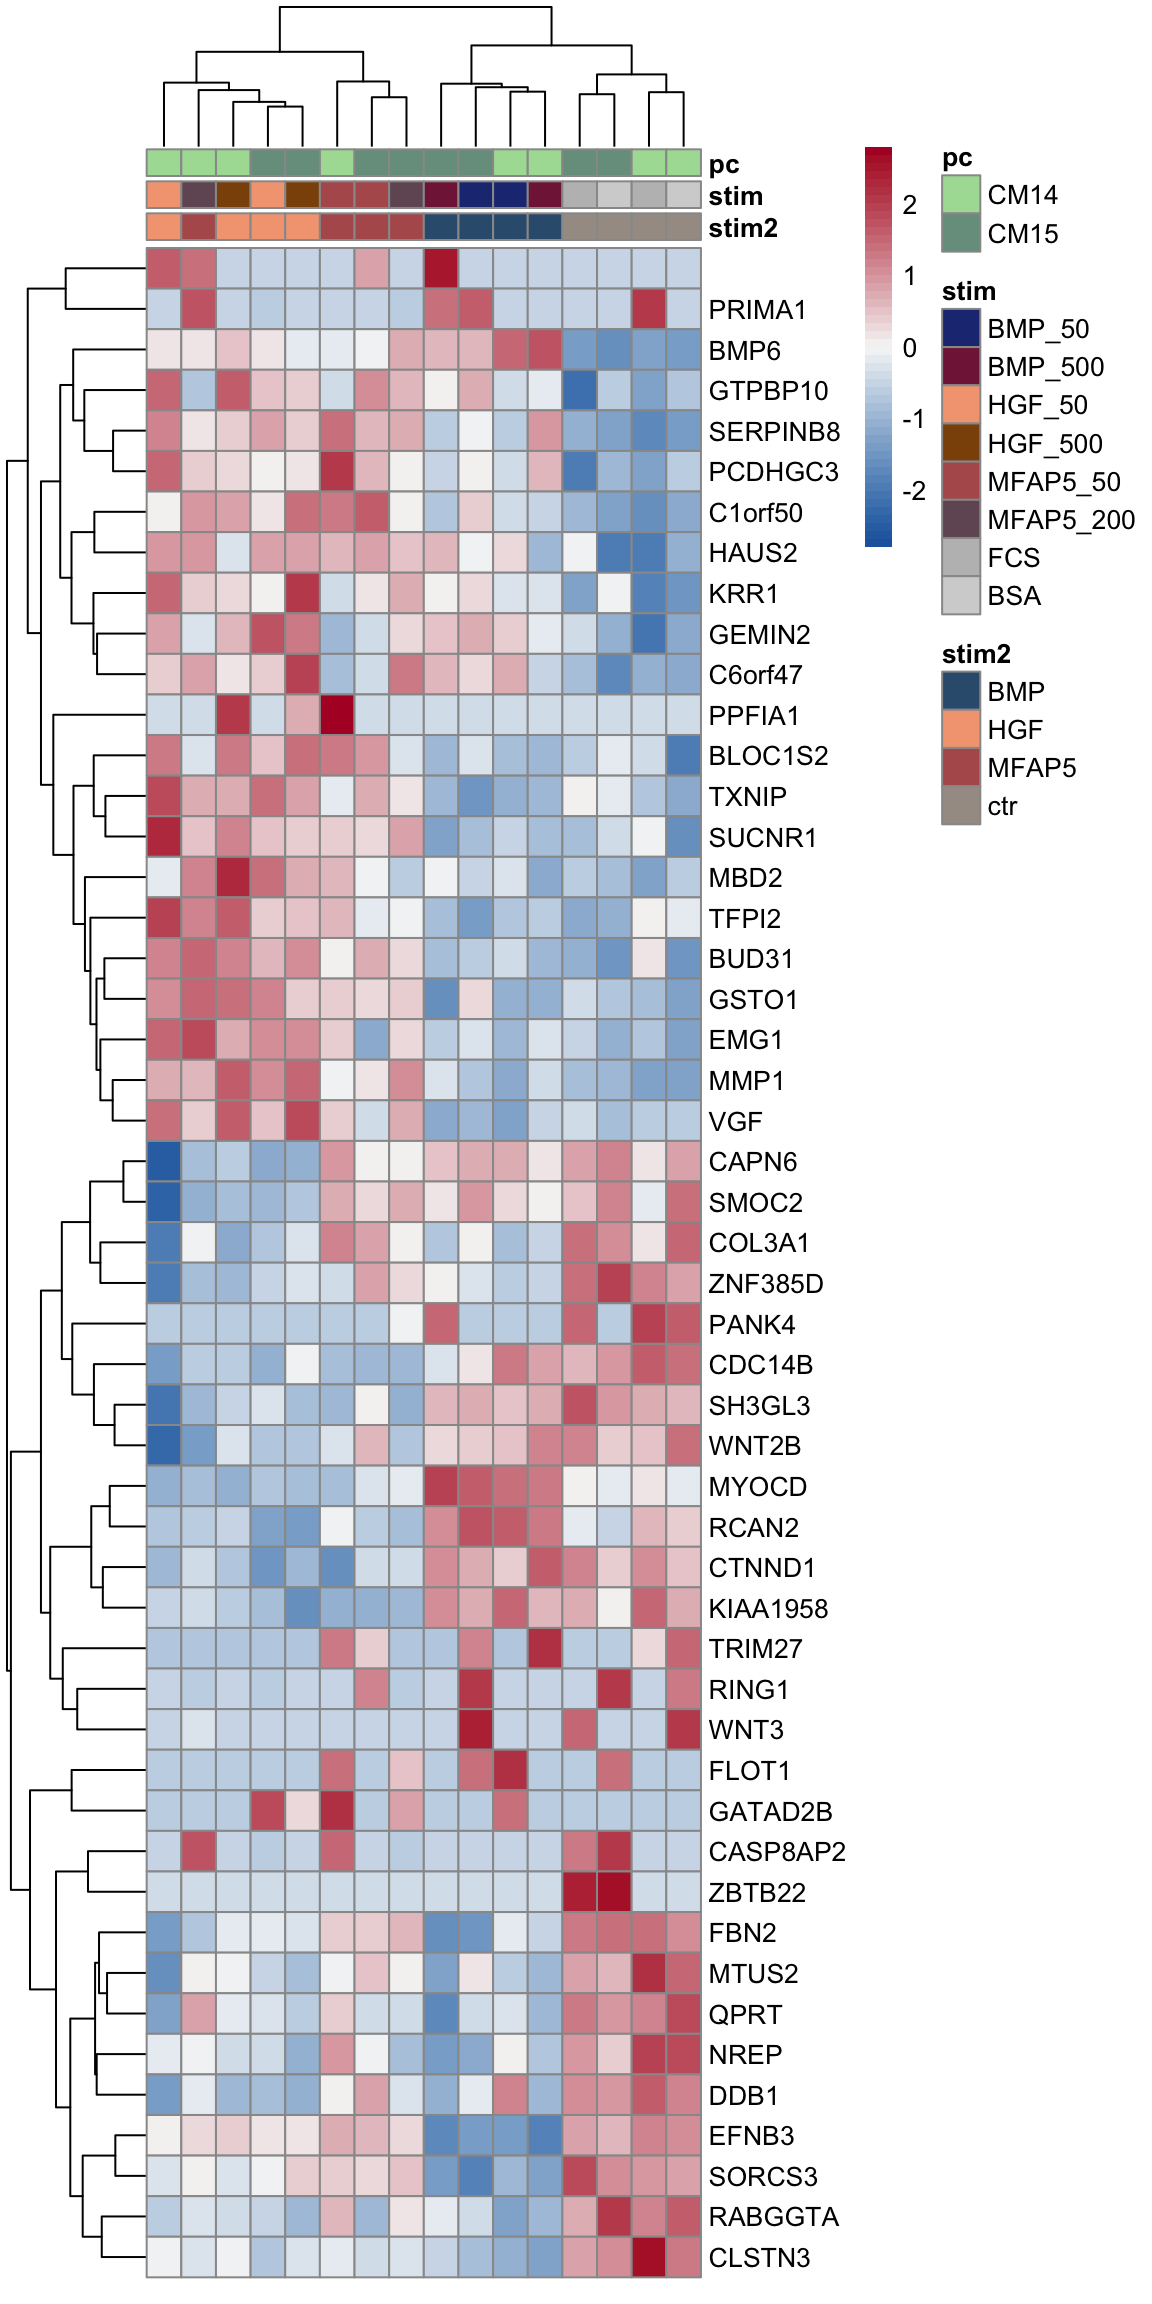 pc
stim
stim2
PRIMA1
BMP6
GTPBP10
SERPINB8
PCDHGC3
C1orf50
HAUS2
KRR1
GEMIN2
C6orf47
PPFIA1
BLOC1S2
TXNIP
SUCNR1
MBD2
TFPI2
BUD31
GSTO1
EMG1
MMP1
VGF
CAPN6
SMOC2
COL3A1
ZNF385D
PANK4
CDC14B
SH3GL3
WNT2B
MYOCD
RCAN2
CTNND1
KIAA1958
TRIM27
RING1
WNT3
FLOT1
GATAD2B
CASP8AP2
ZBTB22
FBN2
MTUS2
QPRT
NREP
DDB1
EFNB3
SORCS3
RABGGTA
CLSTN3
2
1
0
-1
-2
pc
CM14
CM15
stim
BMP_50
BMP_500
HGF_50
HGF_500
MFAP5_50
MFAP5_200
FCS
BSA
stim2
BMP
HGF
MFAP5
ctr